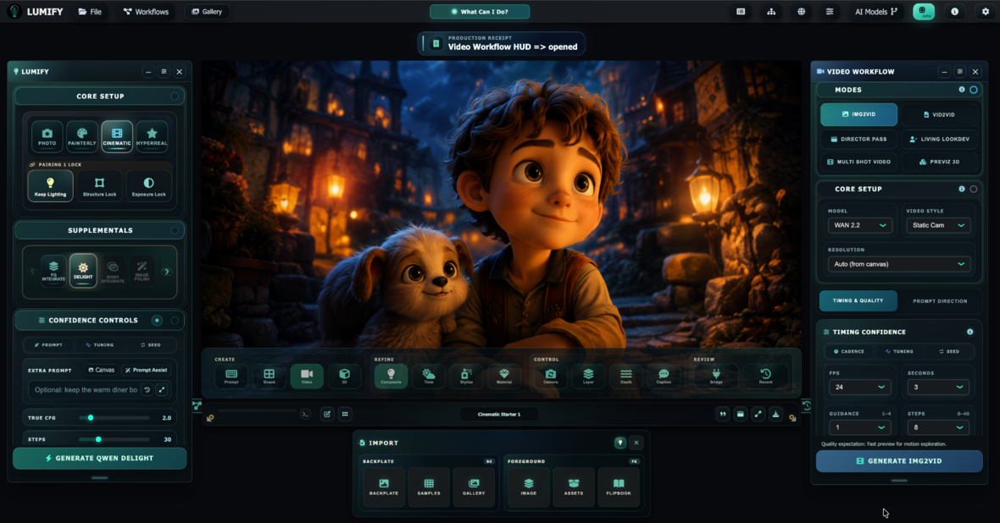 LUMIFY
File
Workflows
Gallery
What Can I Do?
AI Models
GPU
PRODUCTION RECEIPT
Video Workflow HUD => opened
LUMIFY
CORE SETUP
PHOTO
PAINTERLY
CINEMATIC
HYPERREAL
PAIRING 1 LOCK
Keep Lighting
Structure Lock
Exposure Lock
SUPPLEMENTALS
FQ INTEGRATE
DELIGHT
NANO INTEGRATE
IMAGE POLISH
CONFIDENCE CONTROLS
PROMPT
TUNING
SEED
EXTRA PROMPT
Canvas
Prompt Assist
Optional: keep the warm diner bo
TRUE CFG
2.0
STEPS
30
GENERATE QWEN DELIGHT
CREATE
Prompt
Board
Video
3D
REFINE
Composite
Time
Stylize
Material
CONTROL
Camera
Layer
Depth
Caption
REVIEW
Bridge
Recent
Cinematic Starter 1
IMPORT
BACKPLATE
BG
BACKPLATE
SAMPLES
GALLERY
FOREGROUND
FG
IMAGE
ASSETS
FLIPBOOK
VIDEO WORKFLOW
MODES
IMG2VID
VID2VID
DIRECTOR PASS
LIVING LOOKDEV
MULTI SHOT VIDEO
PREVIZ 3D
CORE SETUP
MODEL
WAN 2.2
VIDEO STYLE
Static Cam
RESOLUTION
Auto (from canvas)
TIMING & QUALITY
PROMPT DIRECTION
TIMING CONFIDENCE
CADENCE
TUNING
SEED
FPS
24
SECONDS
3
GUIDANCE
1–4
1
STEPS
8–40
8
Quality expectation: Fast preview for motion exploration.
GENERATE IMG2VID